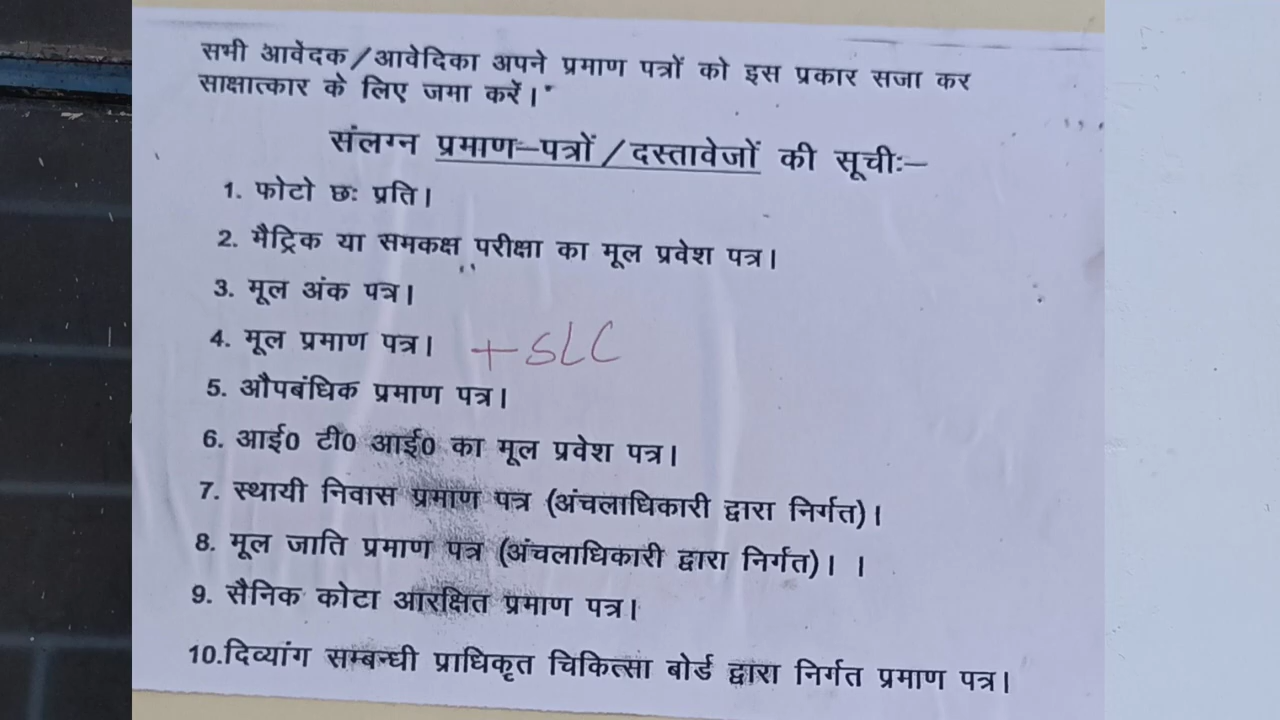 सभी आवेदक/आवेदिका अपने प्रमाण पत्रों को इस प्रकार सजा कर
साक्षात्कार के लिए जमा करें।
संलग्न प्रमाण–पत्रों/दस्तावेजों की सूचीः–
1. फोटो छः प्रति।
2. मैट्रिक या समकक्ष परीक्षा का मूल प्रवेश पत्र।
3. मूल अंक पत्र।
4. मूल प्रमाण पत्र। + SLC
5. औपबंधिक प्रमाण पत्र।
6. आई0 टी0 आई0 का मूल प्रवेश पत्र।
7. स्थायी निवास प्रमाण पत्र (अंचलाधिकारी द्वारा निर्गत)।
8. मूल जाति प्रमाण पत्र (अंचलाधिकारी द्वारा निर्गत)। ।
9. सैनिक कोटा आरक्षित प्रमाण पत्र।
10.दिव्यांग सम्बन्धी प्राधिकृत चिकित्सा बोर्ड द्वारा निर्गत प्रमाण पत्र।